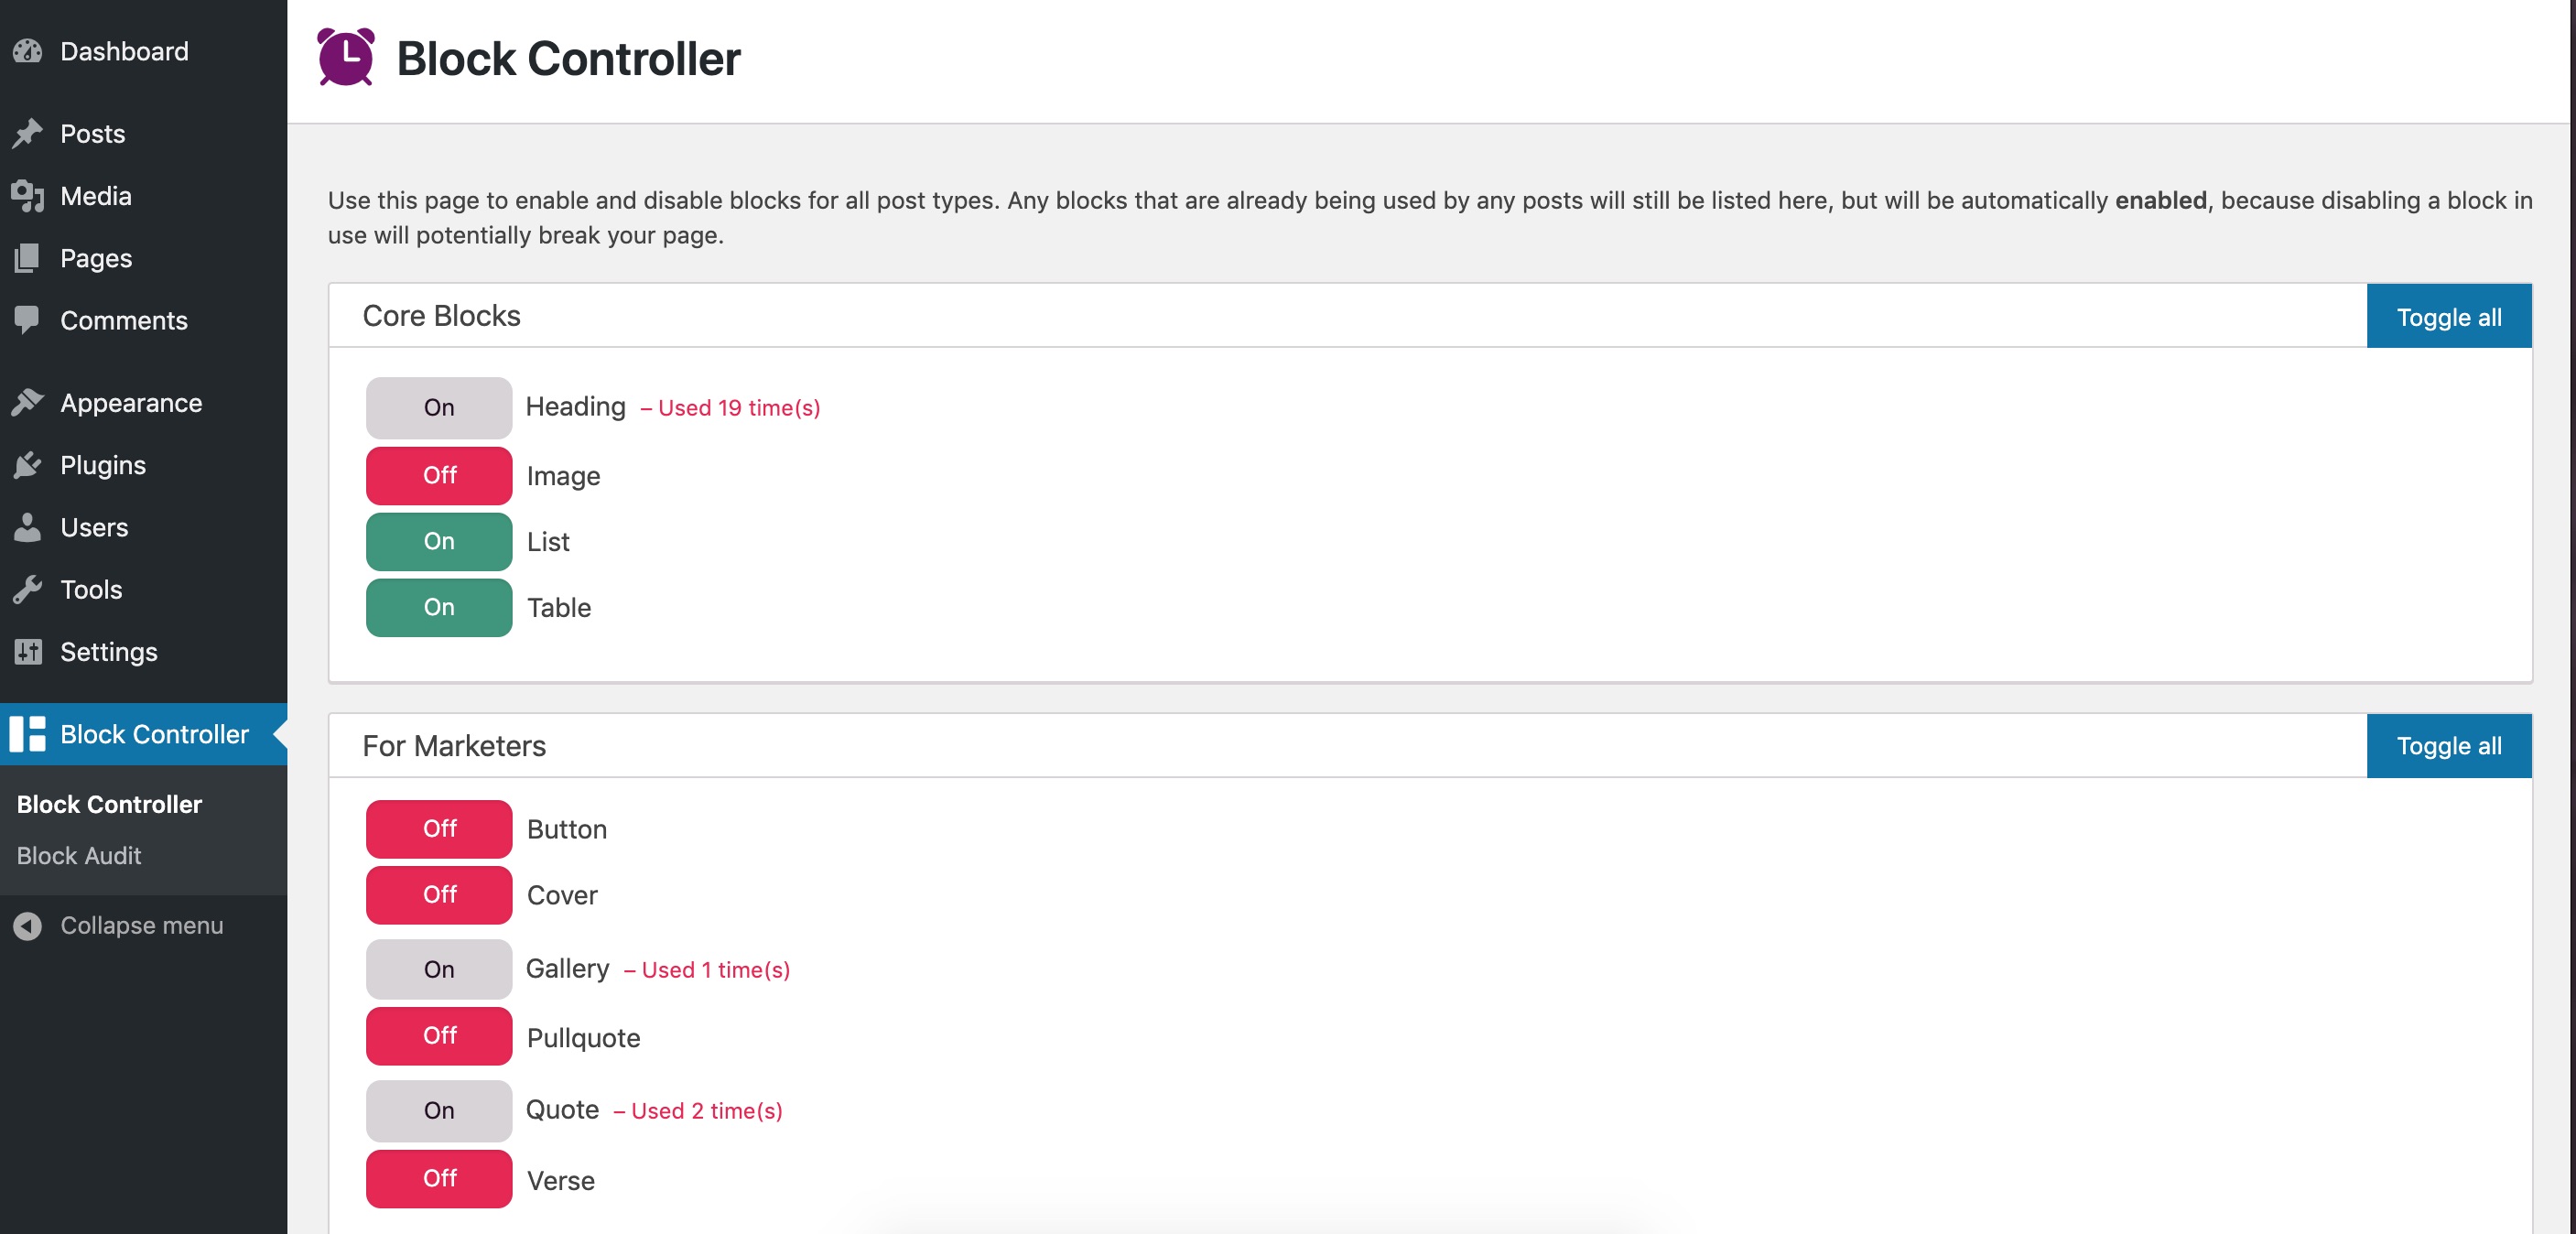 Dashboard
Posts
Media
Pages
Comments
Appearance
Plugins
Users
Tools
Settings
Block Controller
Block Controller
Block Audit
Collapse menu
Block Controller
Use this page to enable and disable blocks for all post types. Any blocks that are already being used by any posts will still be listed here, but will be automatically enabled, because disabling a block in
use will potentially break your page.
Core Blocks Toggle all
On Heading – Used 19 time(s)
Off Image
On List
On Table
For Marketers Toggle all
Off Button
Off Cover
On Gallery – Used 1 time(s)
Off Pullquote
On Quote – Used 2 time(s)
Off Verse